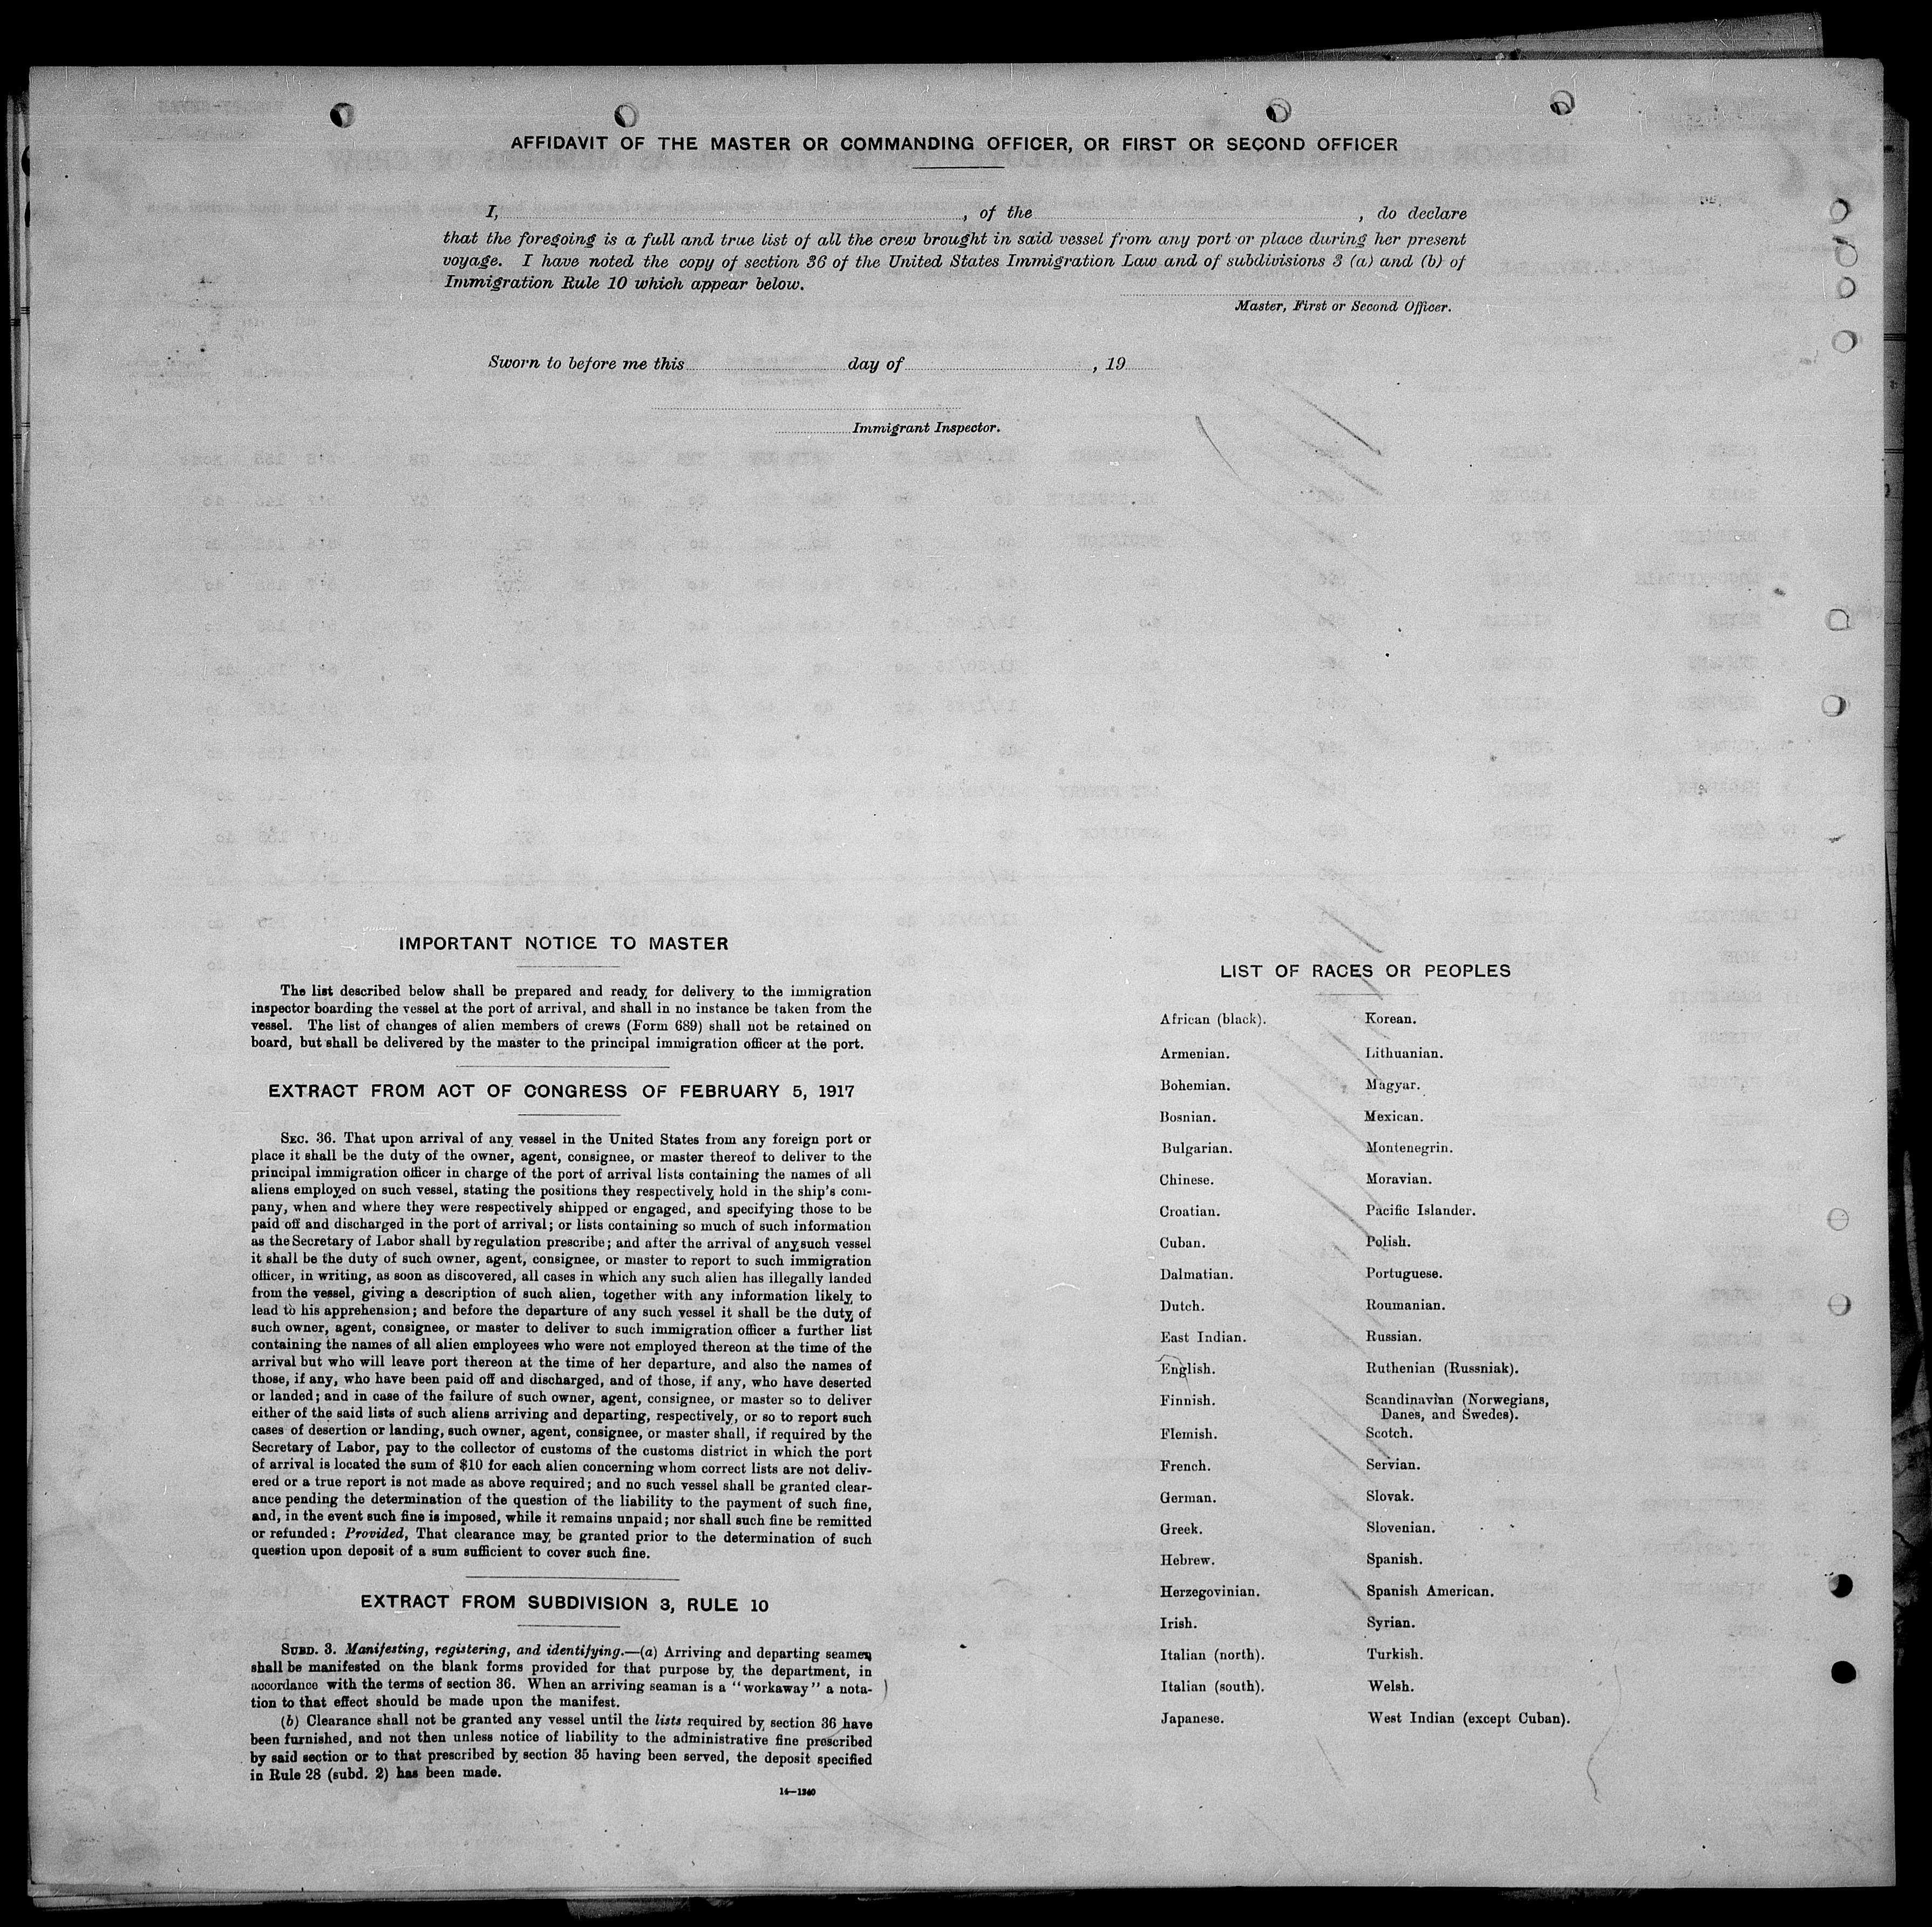 AFFIDAVIT OF THE MASTER OR COMMANDING OFFICER, OR FIRST OR SECOND OFFICER
I, , of the , do declare
that the foregoing is a full and true list of all the crew brought in said vessel from any port or place during her present
voyage. I have noted the copy of section 36 of the United States Immigration Law and of subdivisions 3 (a) and (b) of
Immigration Rule 10 which appear below.
Master, First or Second Officer.
Sworn to before me this day of , 19
Immigrant Inspector.
IMPORTANT NOTICE TO MASTER
The list described below shall be prepared and ready for delivery to the immigration
inspector boarding the vessel at the port of arrival, and shall in no instance be taken from the
vessel. The list of changes of alien members of crews (Form 689) shall not be retained on
board, but shall be delivered by the master to the principal immigration officer at the port.
EXTRACT FROM ACT OF CONGRESS OF FEBRUARY 5, 1917
SEC. 36. That upon arrival of any vessel in the United States from any foreign port or
place it shall be the duty of the owner, agent, consignee, or master thereof to deliver to the
principal immigration officer in charge of the port of arrival lists containing the names of all
aliens employed on such vessel, stating the positions they respectively hold in the ship's com-
pany, when and where they were respectively shipped or engaged, and specifying those to be
paid off and discharged in the port of arrival; or lists containing so much of such information
as the Secretary of Labor shall by regulation prescribe; and after the arrival of any such vessel
it shall be the duty of such owner, agent, consignee, or master to report to such immigration
officer, in writing, as soon as discovered, all cases in which any such alien has illegally landed
from the vessel, giving a description of such alien, together with any information likely to
lead to his apprehension; and before the departure of any such vessel it shall be the duty of
such owner, agent, consignee, or master to deliver to such immigration officer a further list
containing the names of all alien employees who were not employed thereon at the time of the
arrival but who will leave port thereon at the time of her departure, and also the names of
those, if any, who have been paid off and discharged, and of those, if any, who have deserted
or landed; and in case of the failure of such owner, agent, consignee, or master so to deliver
either of the said lists of such aliens arriving and departing, respectively, or so to report such
cases of desertion or landing, such owner, agent, consignee, or master shall, if required by the
Secretary of Labor, pay to the collector of customs of the customs district in which the port
of arrival is located the sum of $10 for each alien concerning whom correct lists are not deliv-
ered or a true report is not made as above required; and no such vessel shall be granted clear-
ance pending the determination of the question of the liability to the payment of such fine,
and, in the event such fine is imposed, while it remains unpaid; nor shall such fine be remitted
or refunded: Provided, That clearance may be granted prior to the determination of such
question upon deposit of a sum sufficient to cover such fine.
EXTRACT FROM SUBDIVISION 3, RULE 10
SUBD. 3. Manifesting, registering, and identifying.—(a) Arriving and departing seamen
shall be manifested on the blank forms provided for that purpose by the department, in
accordance with the terms of section 36. When an arriving seaman is a "workaway" a nota-
tion to that effect should be made upon the manifest.
(b) Clearance shall not be granted any vessel until the lists required by section 36 have
been furnished, and not then unless notice of liability to the administrative fine prescribed
by said section or to that prescribed by section 35 having been served, the deposit specified
in Rule 28 (subd. 2) has been made.
14—1240
LIST OF RACES OR PEOPLES
African (black).
Armenian.
Bohemian.
Bosnian.
Bulgarian.
Chinese.
Croatian.
Cuban.
Dalmatian.
Dutch.
East Indian.
English.
Finnish.
Flemish.
French.
German.
Greek.
Hebrew.
Herzegovinian.
Irish.
Italian (north).
Italian (south).
Japanese.
Korean.
Lithuanian.
Magyar.
Mexican.
Montenegrin.
Moravian.
Pacific Islander.
Polish.
Portuguese.
Roumanian.
Russian.
Ruthenian (Russniak).
Scandinavian (Norwegians,
Danes, and Swedes).
Scotch.
Servian.
Slovak.
Slovenian.
Spanish.
Spanish American.
Syrian.
Turkish.
Welsh.
West Indian (except Cuban).